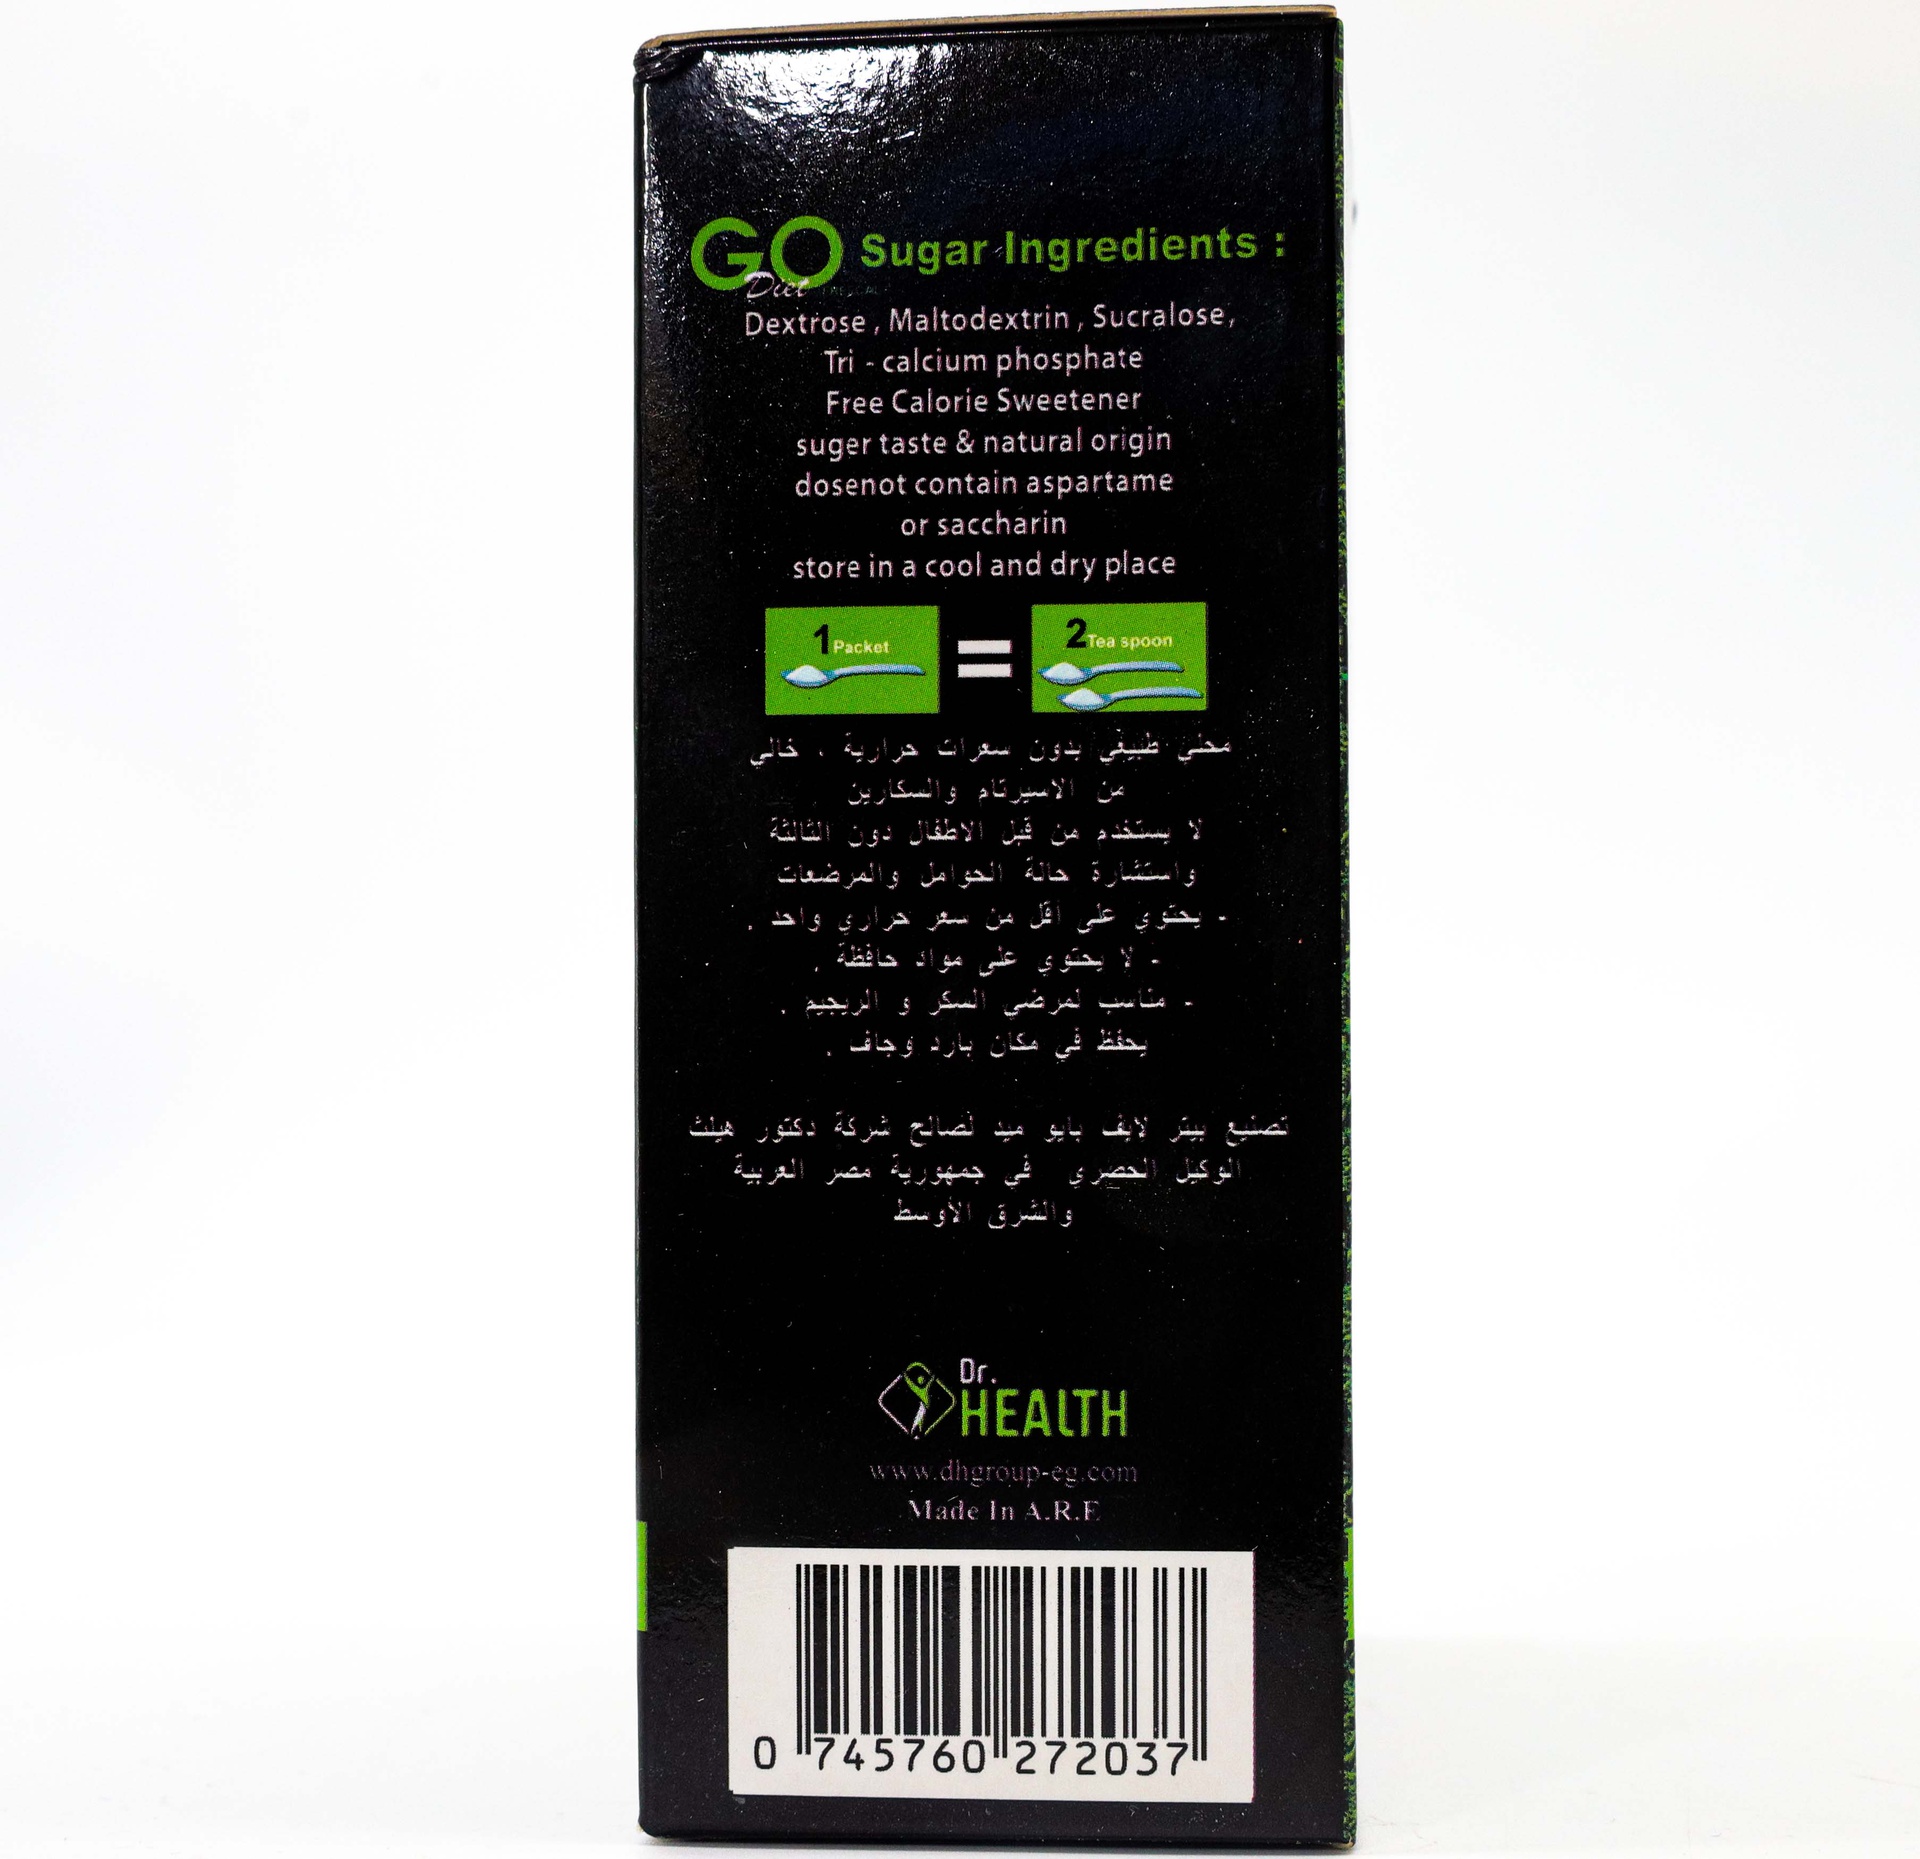 GO Sugar Ingredients :
Diet
Dextrose , Maltodextrin , Sucralose,
Tri - calcium phosphate
Free Calorie Sweetener
suger taste & natural origin
dosenot contain aspartame
or saccharin
store in a cool and dry place
1 Packet = 2 Tea spoon
محلي طبيعي بدون سعرات حرارية . خالي
من الاسبرتام والسكارين
لا يستخدم من قبل الاطفال دون الثالثة
واستشارة حالة الحوامل والمرضعات
- يحتوي على أقل من سعر حراري واحد .
- لا يحتوي على مواد حافظة .
- مناسب لمرضي السكر و الريجيم .
يحفظ في مكان بارد وجاف .
تصنيع بيتر لايف بايو ميد لصالح شركة دكتور هيلث
الوكيل الحصري في جمهورية مصر العربية
والشرق الأوسط
Dr.
HEALTH
www.dhgroup-eg.com
Made In A.R.E
0 745760 272037